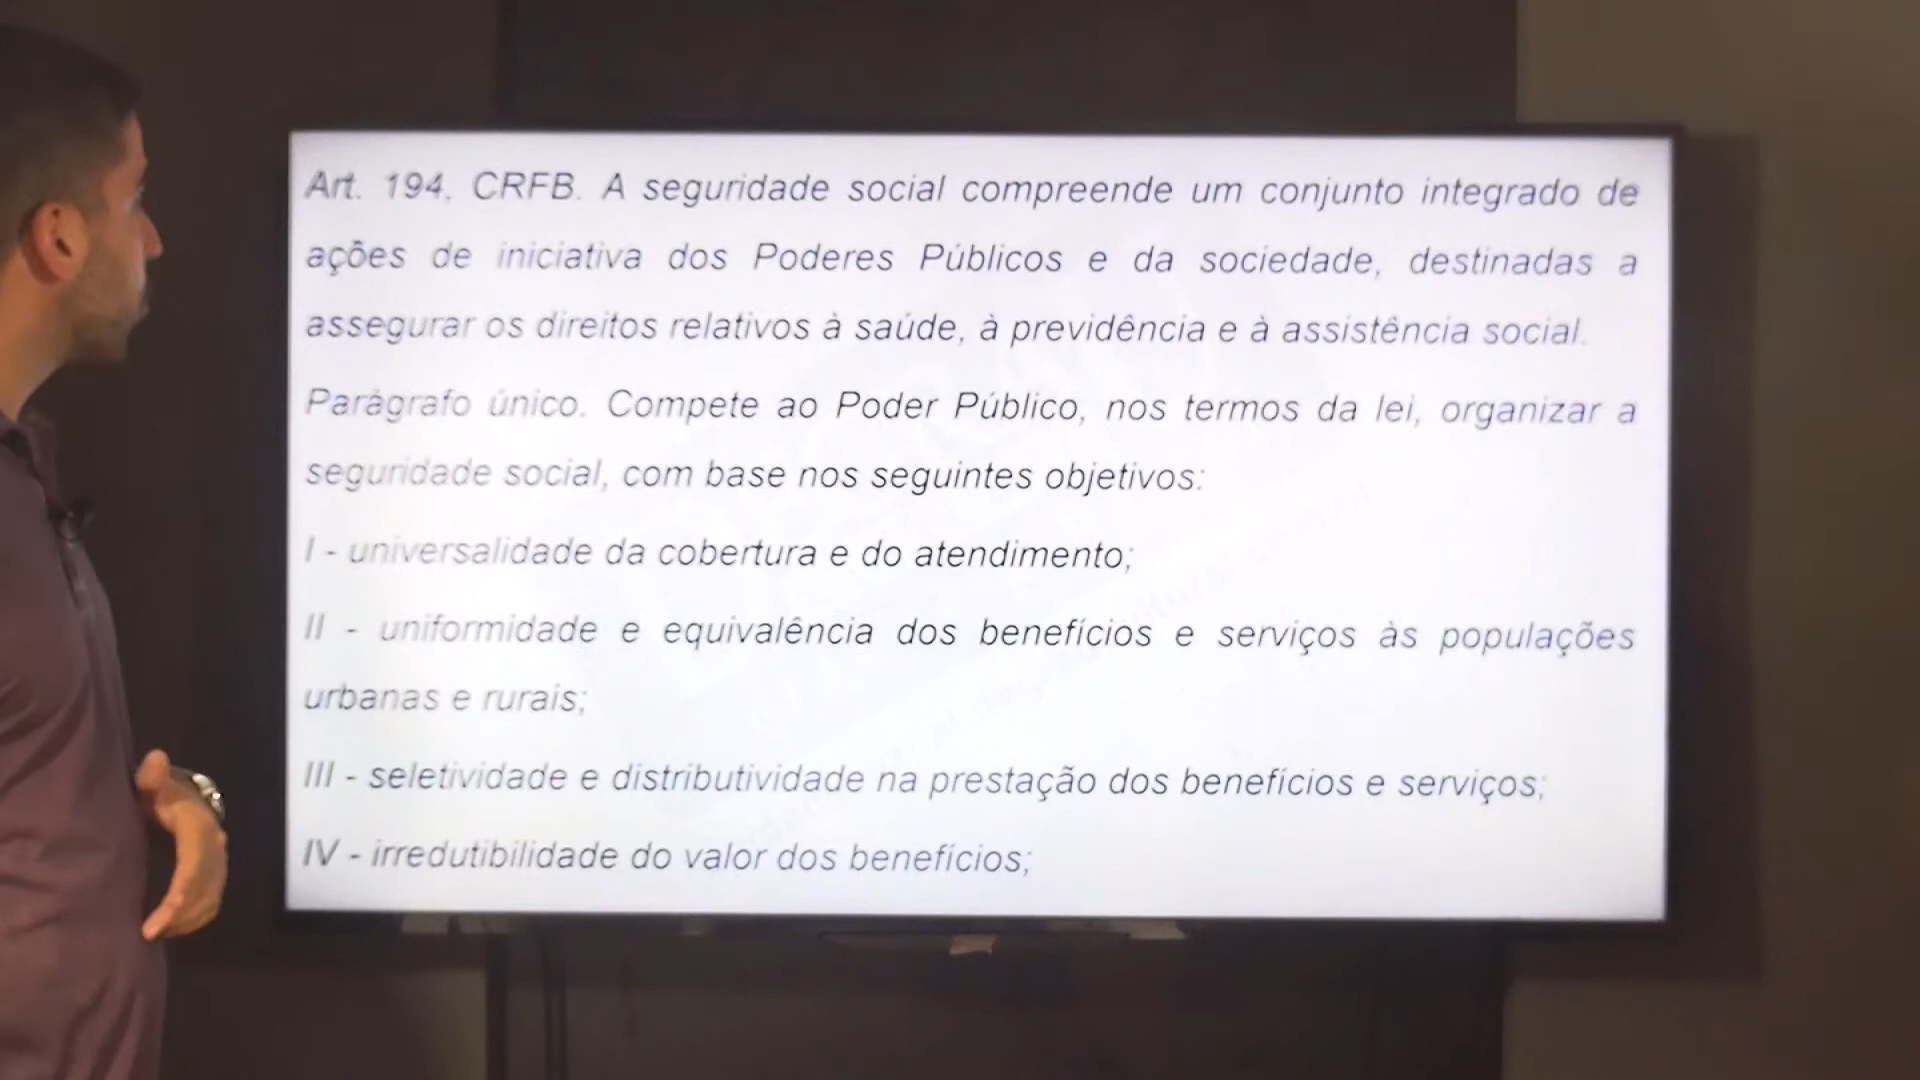 Art. 194, CRFB. A seguridade social compreende um conjunto integrado de
ações de iniciativa dos Poderes Públicos e da sociedade, destinadas a
assegurar os direitos relativos à saúde, à previdência e à assistência social.
Parágrafo único. Compete ao Poder Público, nos termos da lei, organizar a
seguridade social, com base nos seguintes objetivos:
I - universalidade da cobertura e do atendimento;
II - uniformidade e equivalência dos benefícios e serviços às populações
urbanas e rurais;
III - seletividade e distributividade na prestação dos benefícios e serviços;
IV - irredutibilidade do valor dos benefícios;